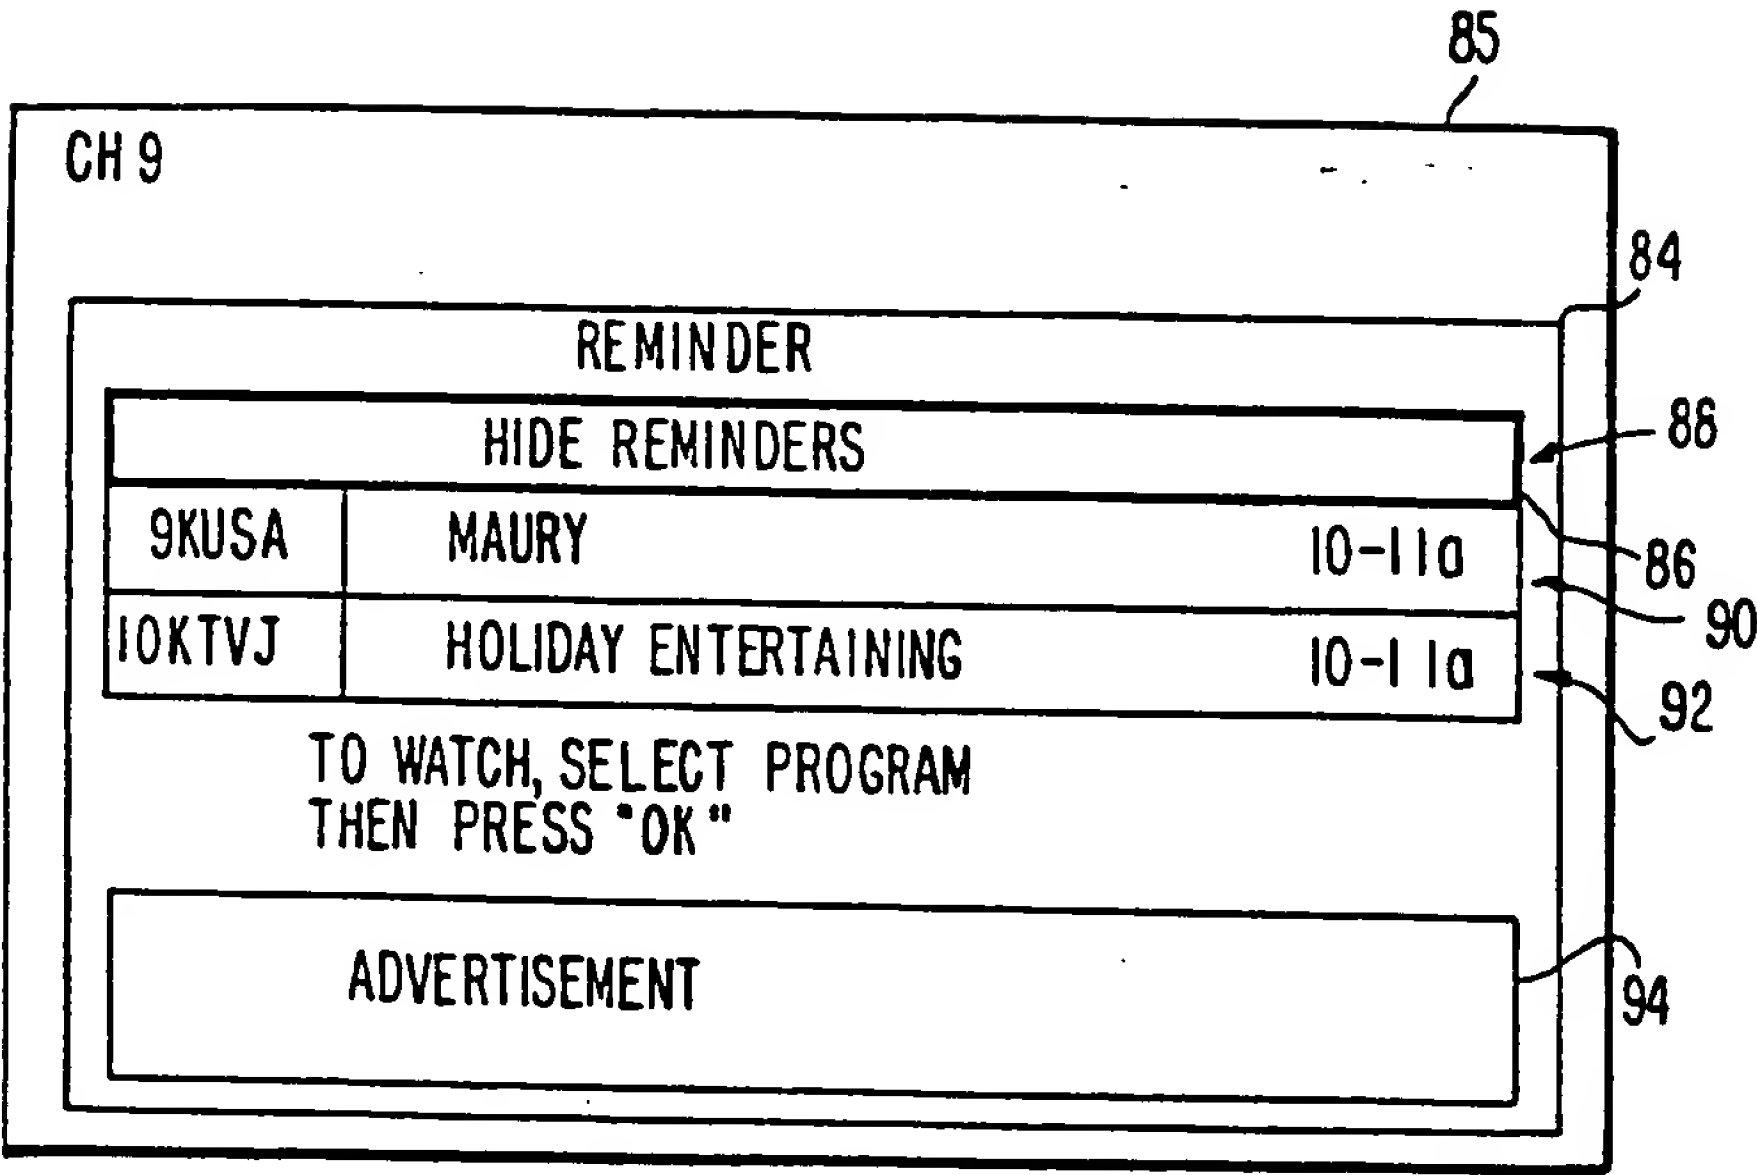 85
CH 9
84
REMINDER
HIDE REMINDERS
88
9KUSA MAURY 10-11a
86
90
10KTVJ HOLIDAY ENTERTAINING 10-11a
92
TO WATCH, SELECT PROGRAM
THEN PRESS "OK"
ADVERTISEMENT
94